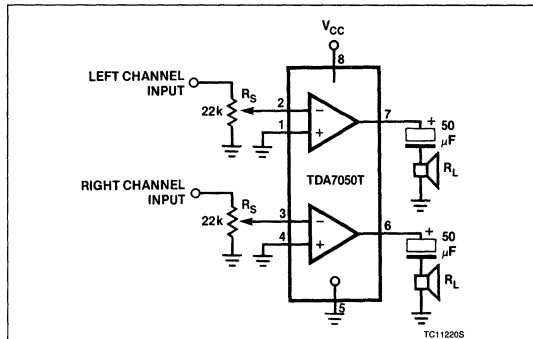 VCC
8
LEFT CHANNEL
INPUT
RS
22k
2
−
1
+
7
+
50
μF
RL
TDA7050T
RIGHT CHANNEL
INPUT
RS
22k
3
−
4
+
6
+
50
μF
RL
5
TC11220S